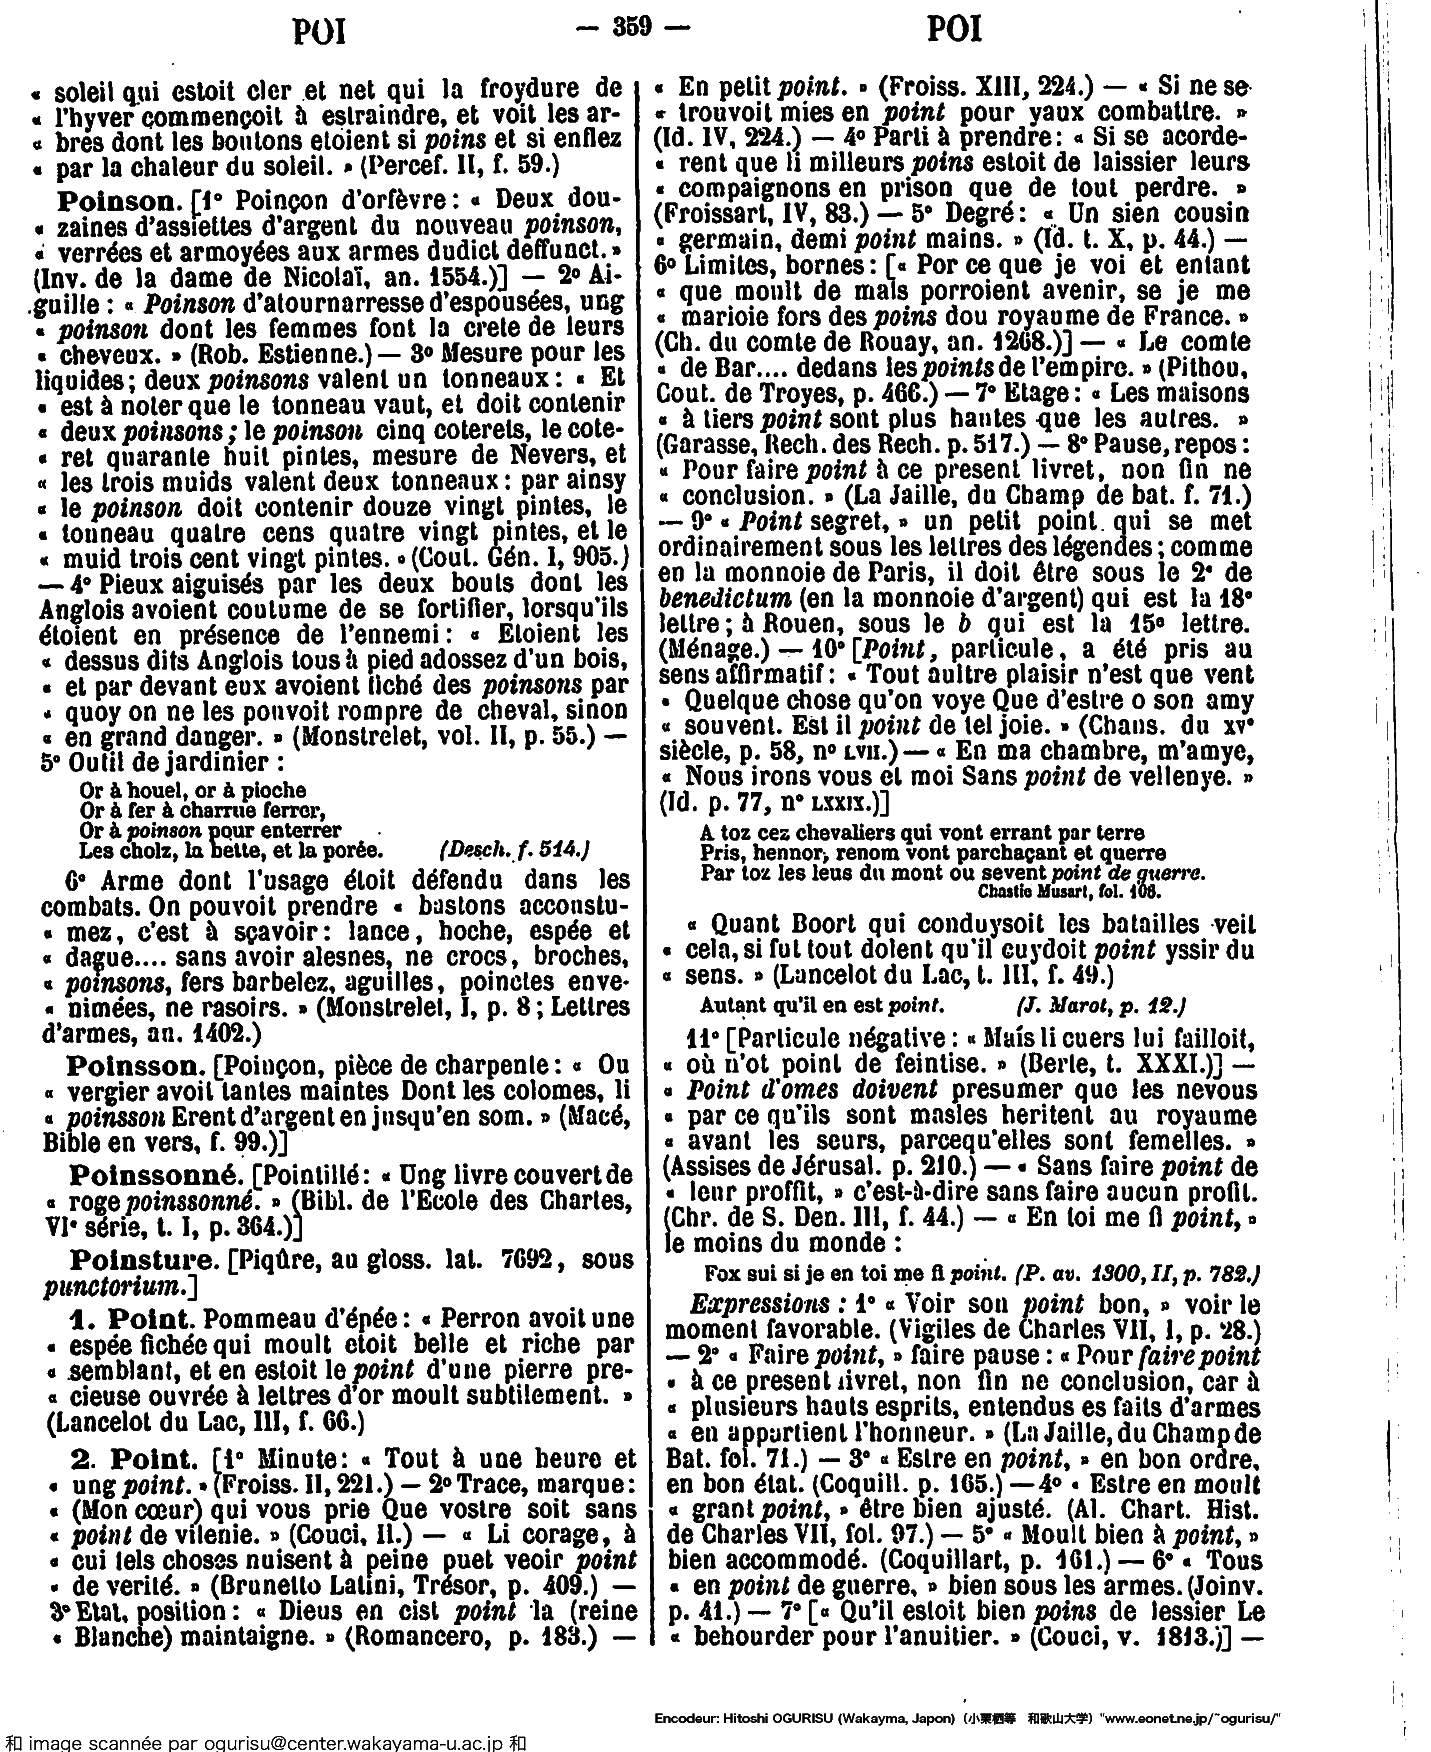 POI — 359 — POI
« soleil qui estoit cler et net qui la froydure de
« l'hyver commençoit à estraindre, et voit les ar-
« bres dont les boutons etoient si poins et si enflez
« par la chaleur du soleil. » (Percef. II, f. 59.)
Poinson. [1° Poinçon d'orfèvre : « Deux dou-
« zaines d'assiettes d'argent du nouveau poinson,
« verrées et armoyées aux armes dudict deffunct. »
(Inv. de la dame de Nicolaï, an. 1554.)] — 2° Ai-
guille : « Poinson d'atournarresse d'espousées, ung
« poinson dont les femmes font la crete de leurs
« cheveux. » (Rob. Estienne.) — 3° Mesure pour les
liquides ; deux poinsons valent un tonneaux : « Et
« est à noter que le tonneau vaut, et doit contenir
« deux poinsons ; le poinson cinq coterets, le cote-
« ret quarante huit pintes, mesure de Nevers, et
« les trois muids valent deux tonneaux : par ainsy
« le poinson doit contenir douze vingt pintes, le
« tonneau quatre cens quatre vingt pintes, et le
« muid trois cent vingt pintes. » (Cout. Gén. I, 905.)
— 4° Pieux aiguisés par les deux bouts dont les
Anglois avoient coutume de se fortifier, lorsqu'ils
étoient en présence de l'ennemi : « Etoient les
« dessus dits Anglois tous à pied adossez d'un bois,
« et par devant eux avoient fiché des poinsons par
« quoy on ne les pouvoit rompre de cheval, sinon
« en grand danger. » (Monstrelet, vol. II, p. 55.) —
5° Outil de jardinier :
Or à houel, or à pioche
Or à fer à charrue ferrer,
Or à poinson pour enterrer
Les cholz, la bette, et la porée. (Desch. f. 514.)
6° Arme dont l'usage étoit défendu dans les
combats. On pouvoit prendre « bastons accoustu-
« mez, c'est à sçavoir : lance, hoche, espée et
« dague.... sans avoir alesnes, ne crocs, broches,
« poinsons, fers barbelez, aguilles, poinctes enve-
« nimées, ne rasoirs. » (Monstrelet, I, p. 8 ; Lettres
d'armes, an. 1402.)
Poinsson. [Poinçon, pièce de charpente : « Ou
« vergier avoit tantes maintes Dont les colomes, li
« poinsson Erent d'argent en jusqu'en som. » (Macé,
Bible en vers, f. 99.)]
Poinssonné. [Pointillé : « Ung livre couvert de
« roge poinssonné. » (Bibl. de l'Ecole des Chartes,
VIe série, t. I, p. 364.)]
Poinsture. [Piqûre, au gloss. lat. 7692, sous
punctorium.]
1. Point. Pommeau d'épée : « Perron avoit une
« espée fichée qui moult etoit belle et riche par
« semblant, et en estoit le point d'une pierre pre-
« cieuse ouvrée à lettres d'or moult subtilement. »
(Lancelot du Lac, III, f. 66.)
2. Point. [1° Minute : « Tout à une heure et
« ung point. » (Froiss. II, 221.) — 2° Trace, marque :
« (Mon cœur) qui vous prie Que vostre soit sans
« point de vilenie. » (Couci, II.) — « Li corage, à
« cui tels choses nuisent à peine puet veoir point
« de verité. » (Brunetto Latini, Trésor, p. 409.) —
3° Etat, position : « Dieus en cist point la (reine
« Blanche) maintaigne. » (Romancero, p. 183.) —
« En petit point. » (Froiss. XIII, 224.) — « Si ne se
« trouvoit mies en point pour yaux combattre. »
(Id. IV, 224.) — 4° Parti à prendre : « Si se acorde-
« rent que li milleurs poins estoit de laissier leurs
« compaignons en prison que de tout perdre. »
(Froissart, IV, 83.) — 5° Degré : « Un sien cousin
« germain, demi point mains. » (Id. t. X, p. 44.) —
6° Limites, bornes : [« Por ce que je voi et entant
« que moult de mals porroient avenir, se je me
« marioie fors des poins dou royaume de France. »
(Ch. du comte de Rouay, an. 1268.)] — « Le comte
« de Bar.... dedans les points de l'empire. » (Pithou,
Cout. de Troyes, p. 466.) — 7° Etage : « Les maisons
« à tiers point sont plus hautes que les autres. »
(Garasse, Rech. des Rech. p. 517.) — 8° Pause, repos :
« Pour faire point à ce present livret, non fin ne
« conclusion. » (La Jaille, du Champ de bat. f. 71.)
— 9° « Point segret, » un petit point qui se met
ordinairement sous les lettres des légendes ; comme
en la monnoie de Paris, il doit être sous le 2e de
benedictum (en la monnoie d'argent) qui est la 18e
lettre ; à Rouen, sous le b qui est la 15e lettre.
(Ménage.) — 10° [Point, particule, a été pris au
sens affirmatif : « Tout aultre plaisir n'est que vent
« Quelque chose qu'on voye Que d'estre o son amy
« souvent. Est il point de tel joie. » (Chans. du XVe
siècle, p. 58, n° LVII.) — « En ma chambre, m'amye,
« Nous irons vous et moi Sans point de vellenye. »
(Id. p. 77, n° LXXIX.)]
A toz cez chevaliers qui vont errant par terre
Pris, hennor, renom vont parchaçant et querre
Par toz les leus du mont ou sevent point de guerre.
Chastie Musart, fol. 106.
« Quant Boort qui conduysoit les batailles veit
« cela, si fut tout dolent qu'il cuydoit point yssir du
« sens. » (Lancelot du Lac, t. III, f. 49.)
Autant qu'il en est point. (J. Marot, p. 12.)
11° [Particule négative : « Mais li cuers lui failloit,
« où n'ot point de feintise. » (Berte, t. XXXI.)] —
« Point d'omes doivent presumer que les nevous
« par ce qu'ils sont masles heritent au royaume
« avant les seurs, parcequ'elles sont femelles. »
(Assises de Jérusal. p. 210.) — « Sans faire point de
« leur proffit, » c'est-à-dire sans faire aucun profit.
(Chr. de S. Den. III, f. 44.) — « En toi me fi point, »
le moins du monde :
Fox sui si je en toi me fi point. (P. av. 1300, II, p. 782.)
Expressions : 1° « Voir son point bon, » voir le
moment favorable. (Vigiles de Charles VII, I, p. 28.)
— 2° « Faire point, » faire pause : « Pour faire point
« à ce present livret, non fin ne conclusion, car à
« plusieurs hauts esprits, entendus es faits d'armes
« en appartient l'honneur. » (La Jaille, du Champ de
Bat. fol. 71.) — 3° « Estre en point, » en bon ordre,
en bon état. (Coquill. p. 165.) — 4° « Estre en moult
« grant point, » être bien ajusté. (Al. Chart. Hist.
de Charles VII, fol. 97.) — 5° « Moult bien à point, »
bien accommodé. (Coquillart, p. 161.) — 6° « Tous
« en point de guerre, » bien sous les armes. (Joinv.
p. 41.) — 7° [« Qu'il estoit bien poins de lessier Le
« behourder pour l'anuitier. » (Couci, v. 1813.)] —
Encodeur: Hitoshi OGURISU (Wakayma, Japon)（小栗栖等 和歌山大学）"www.eonet.ne.jp/~ogurisu/"
和 image scannée par ogurisu@center.wakayama-u.ac.jp 和